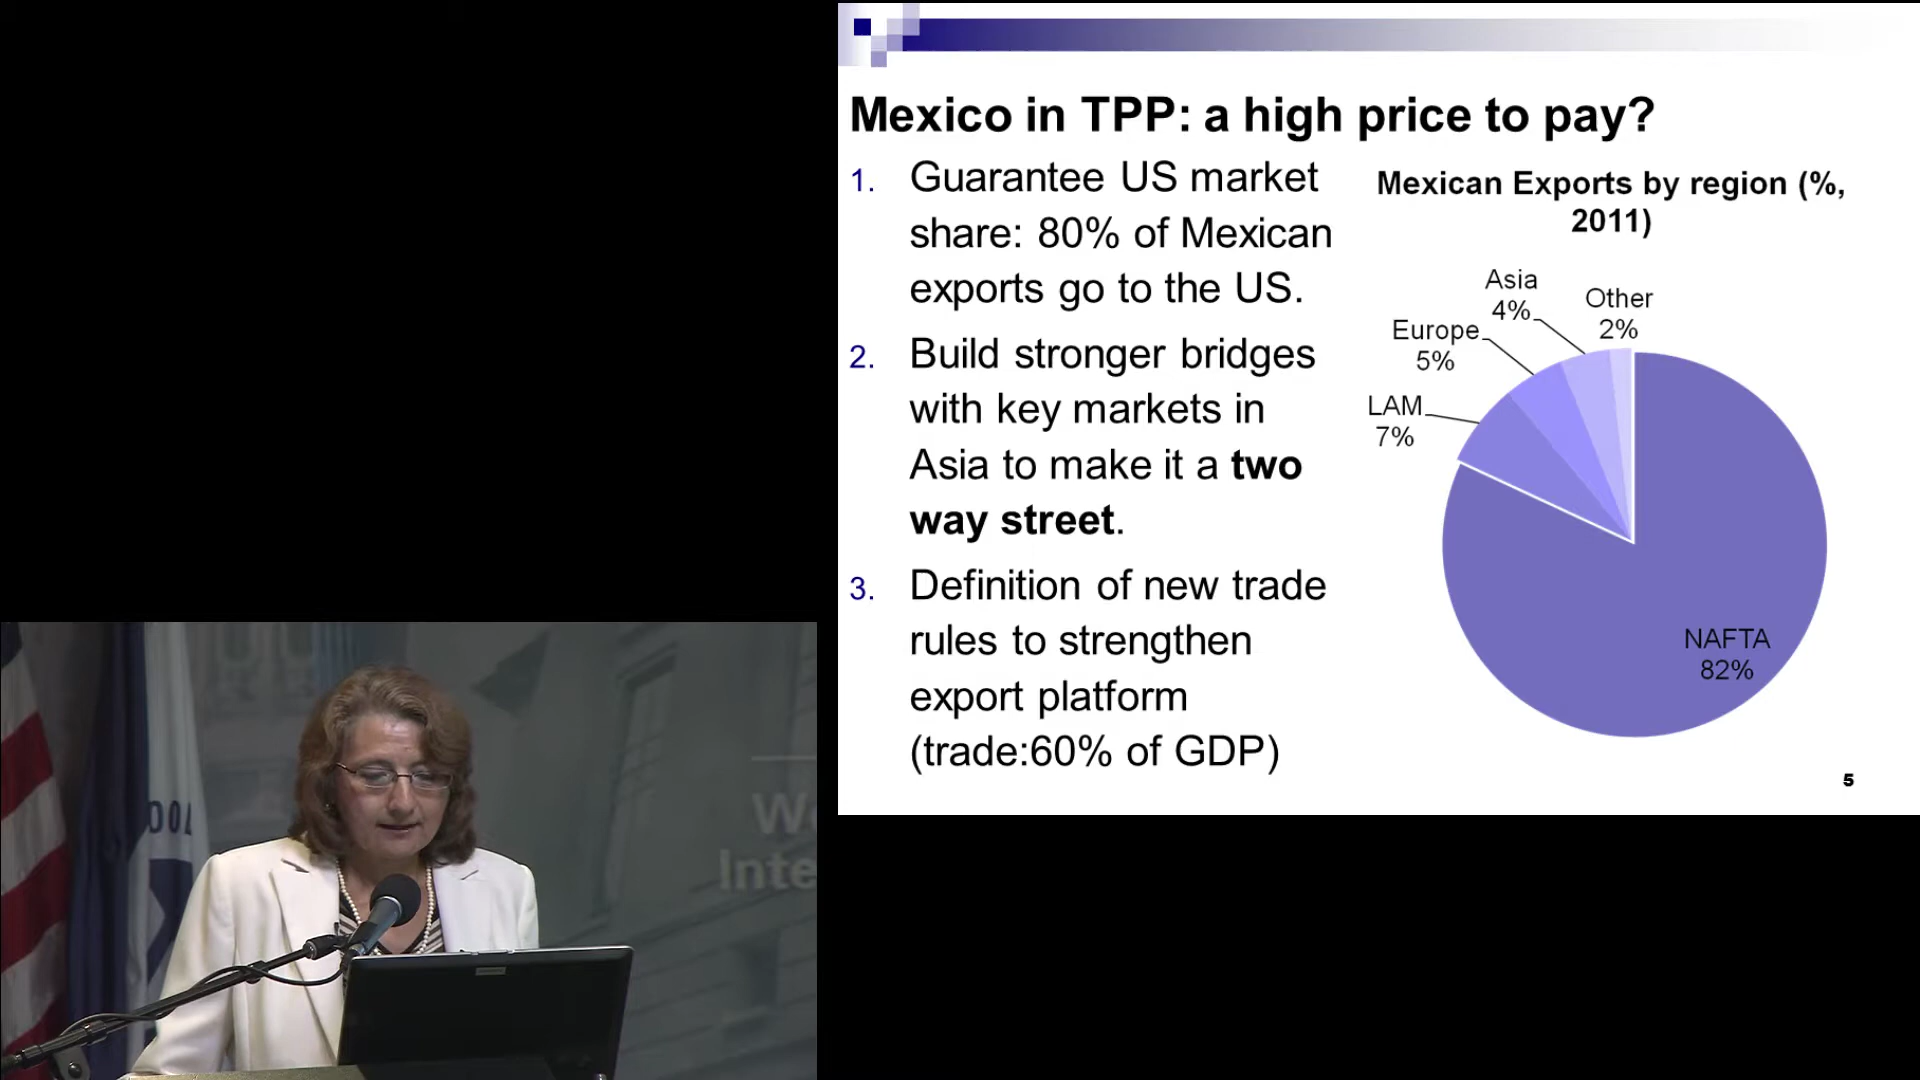 Mexico in TPP: a high price to pay?
1. Guarantee US market
share: 80% of Mexican
exports go to the US.
2. Build stronger bridges
with key markets in
Asia to make it a two
way street.
3. Definition of new trade
rules to strengthen
export platform
(trade:60% of GDP)
Mexican Exports by region (%,
2011)
Asia
4%
Other
2%
Europe
5%
LAM
7%
NAFTA
82%
5